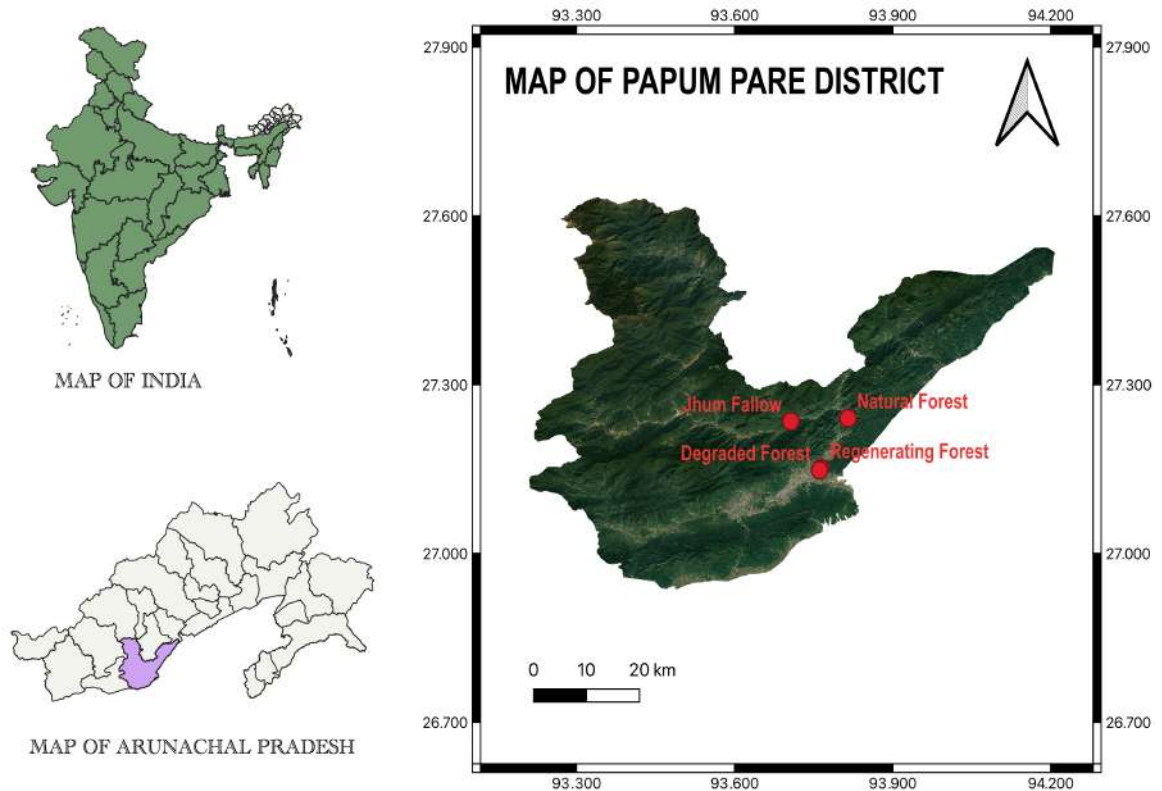 MAP OF INDIA
MAP OF ARUNACHAL PRADESH
93.300 93.600 93.900 94.200
27.900 27.900
MAP OF PAPUM PARE DISTRICT
27.600 27.600
27.300 27.300
Jhum Fallow Natural Forest
Degraded Forest Regenerating Forest
27.000 27.000
0 10 20 km
26.700 26.700
93.300 93.600 93.900 94.200